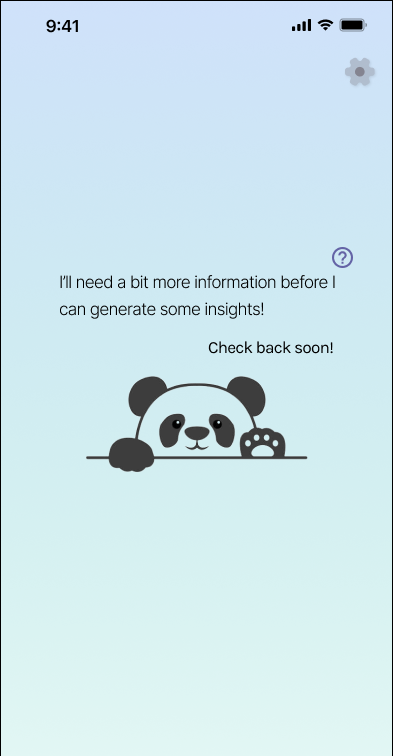 9:41
?
I'll need a bit more information before I
can generate some insights!
Check back soon!